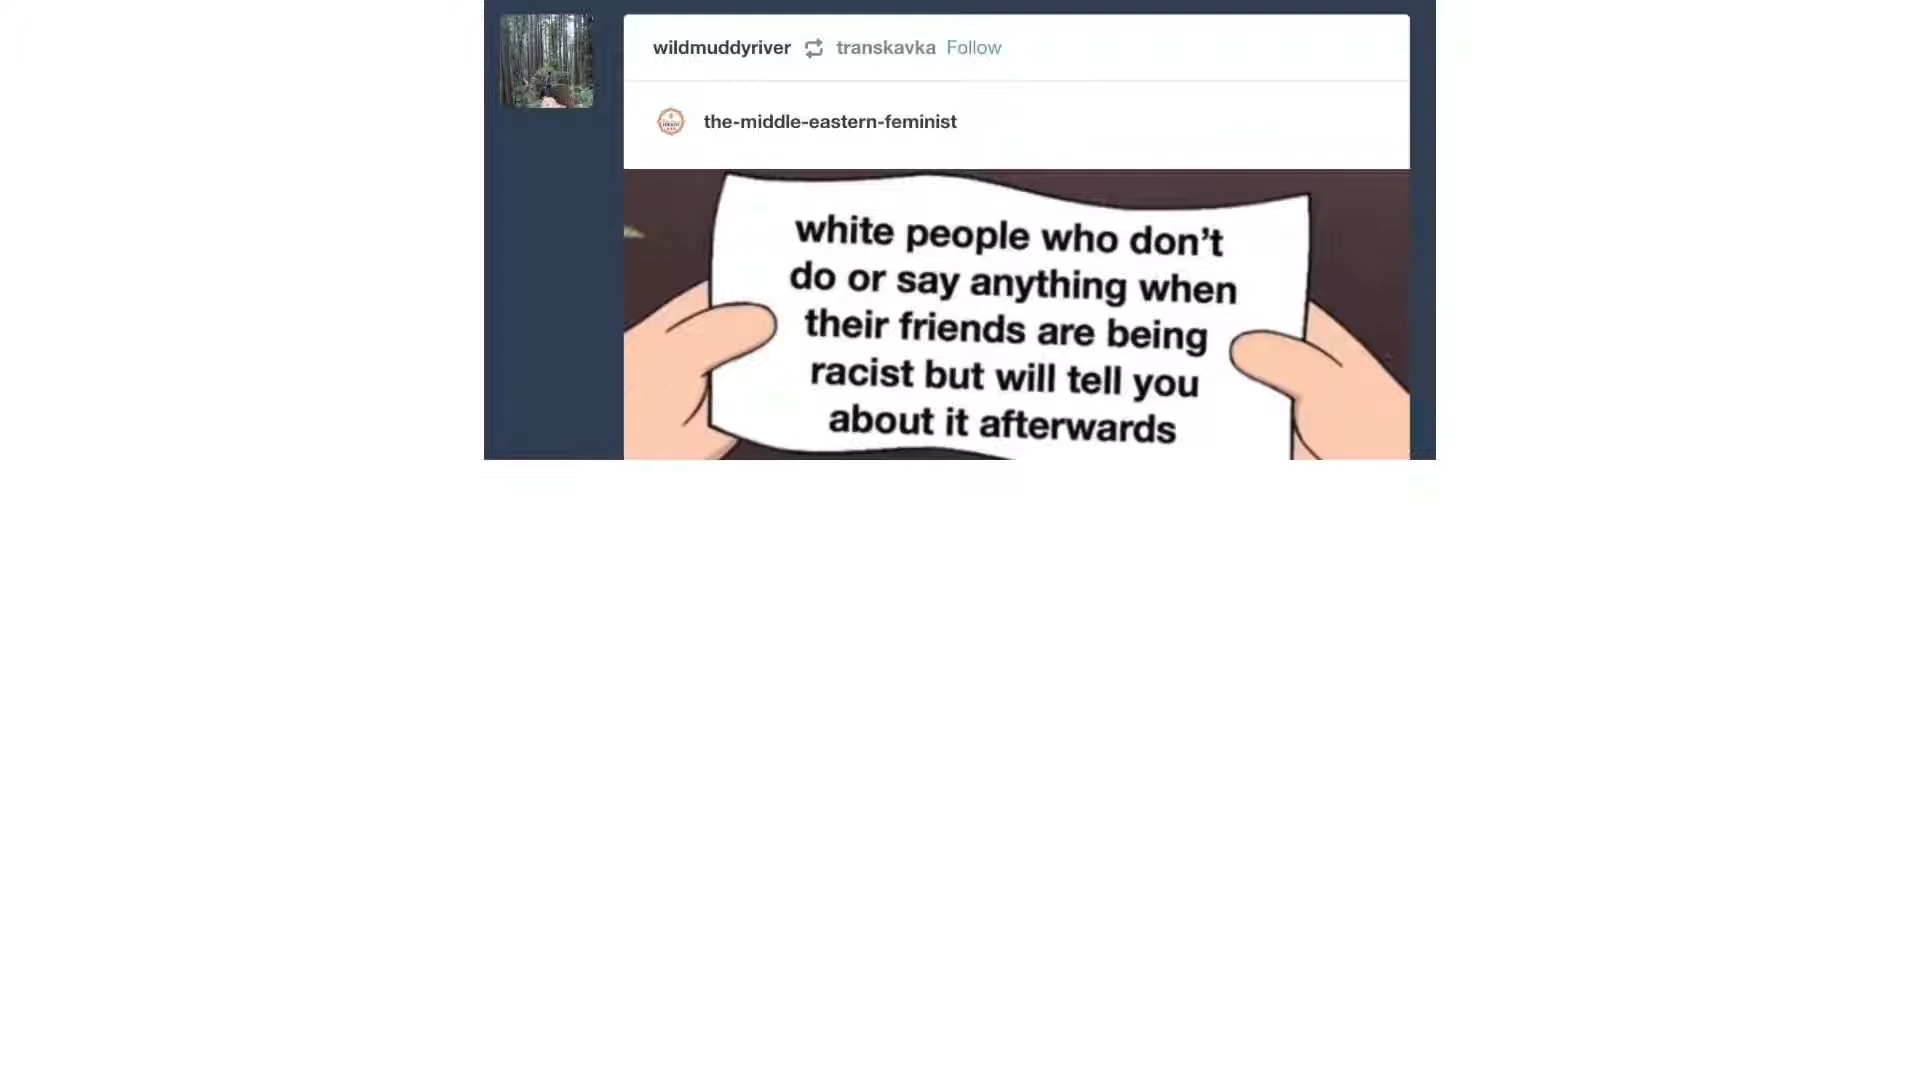 wildmuddyriver transkavka Follow
the-middle-eastern-feminist
white people who don’t
do or say anything when
their friends are being
racist but will tell you
about it afterwards